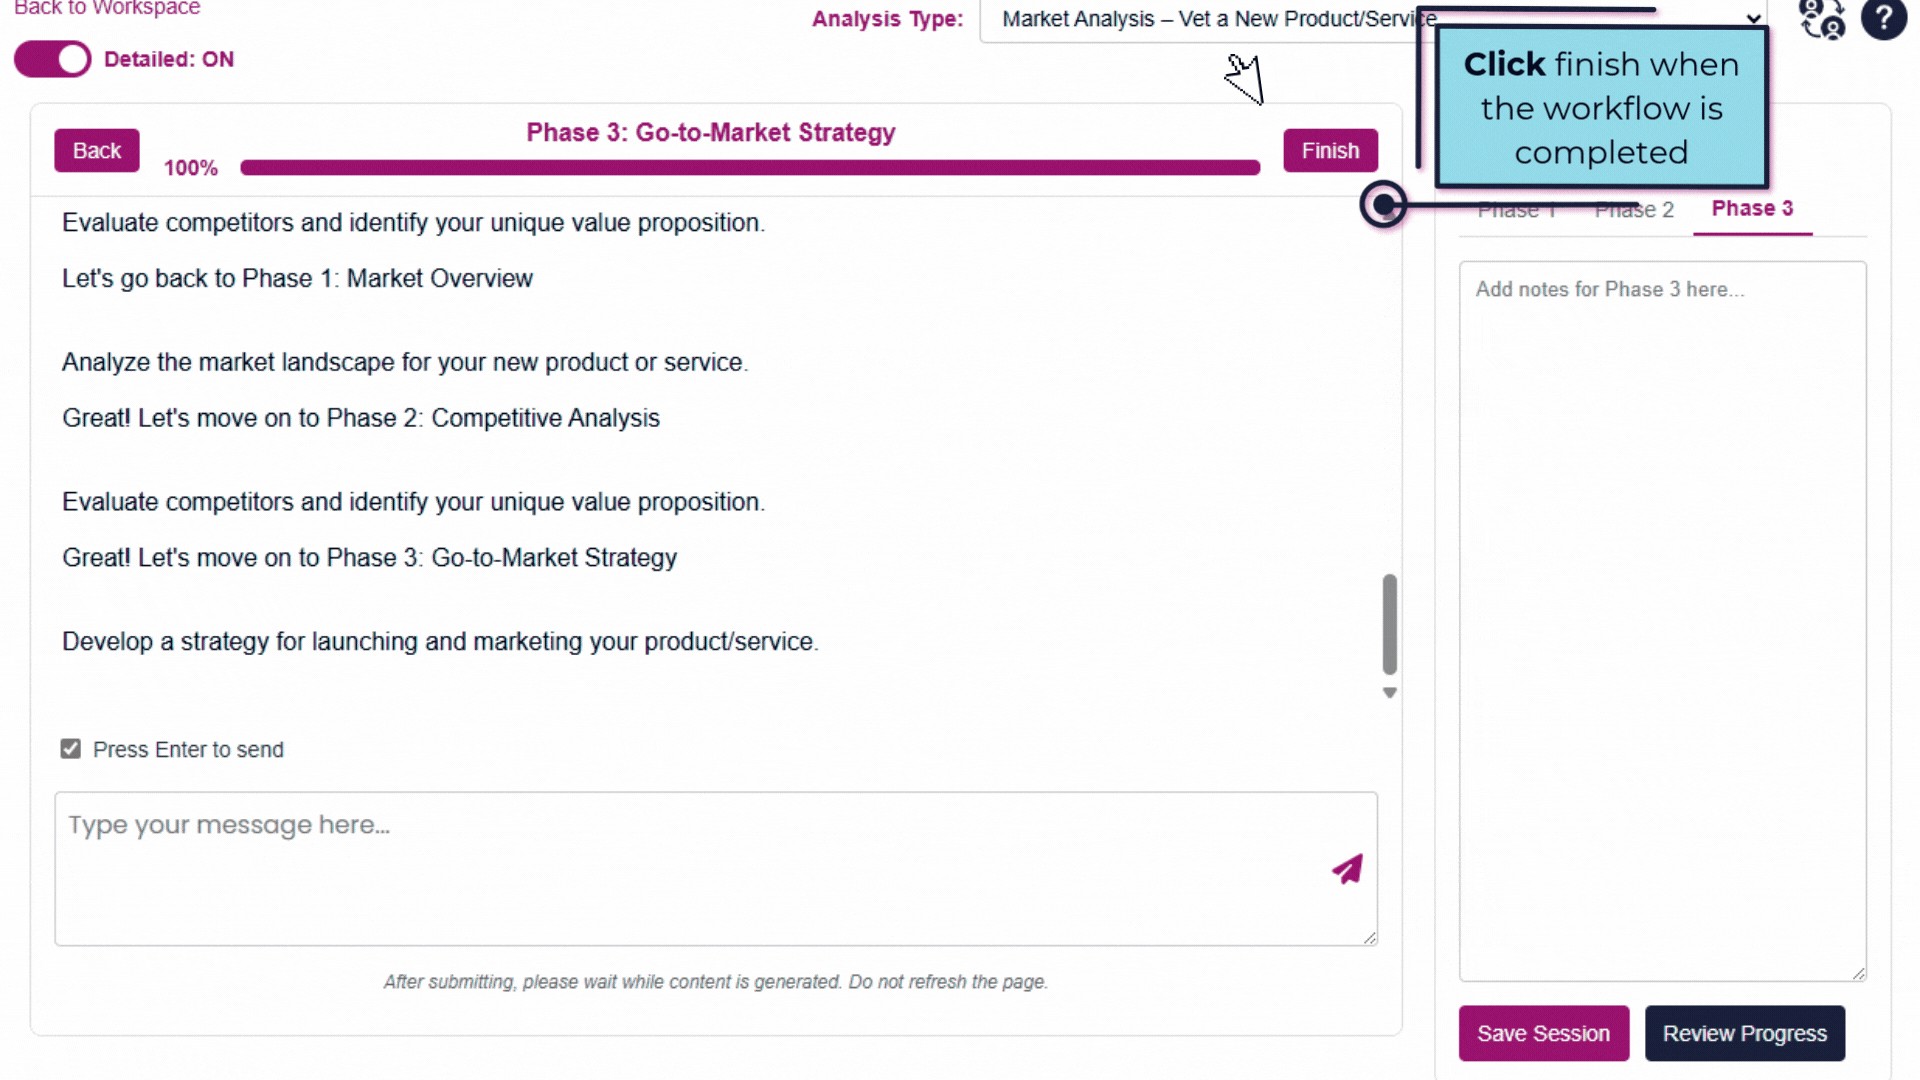 Back to Workspace
Analysis Type:
Market Analysis – Vet a New Product/Service
?
Detailed: ON
Click finish when
the workflow is
completed
Back
Phase 3: Go-to-Market Strategy
100%
Finish
Phase 1
Phase 2
Phase 3
Evaluate competitors and identify your unique value proposition.
Let's go back to Phase 1: Market Overview
Analyze the market landscape for your new product or service.
Great! Let's move on to Phase 2: Competitive Analysis
Evaluate competitors and identify your unique value proposition.
Great! Let's move on to Phase 3: Go-to-Market Strategy
Develop a strategy for launching and marketing your product/service.
Add notes for Phase 3 here...
Press Enter to send
Type your message here...
After submitting, please wait while content is generated. Do not refresh the page.
Save Session
Review Progress